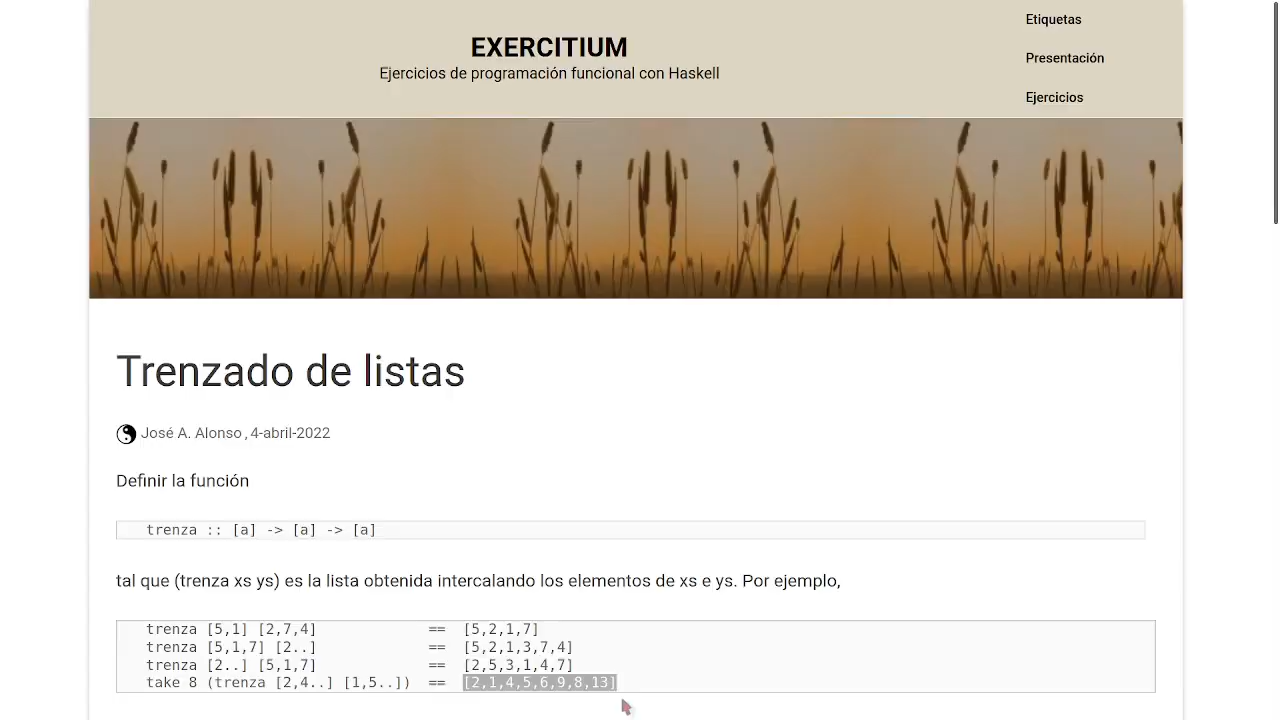 EXERCITIUM
Ejercicios de programación funcional con Haskell
Etiquetas
Presentación
Ejercicios
Trenzado de listas
José A. Alonso , 4-abril-2022
Definir la función
trenza :: [a] -> [a] -> [a]
tal que (trenza xs ys) es la lista obtenida intercalando los elementos de xs e ys. Por ejemplo,
trenza [5,1] [2,7,4] == [5,2,1,7]
trenza [5,1,7] [2..] == [5,2,1,3,7,4]
trenza [2..] [5,1,7] == [2,5,3,1,4,7]
take 8 (trenza [2,4..] [1,5..]) == [2,1,4,5,6,9,8,13]